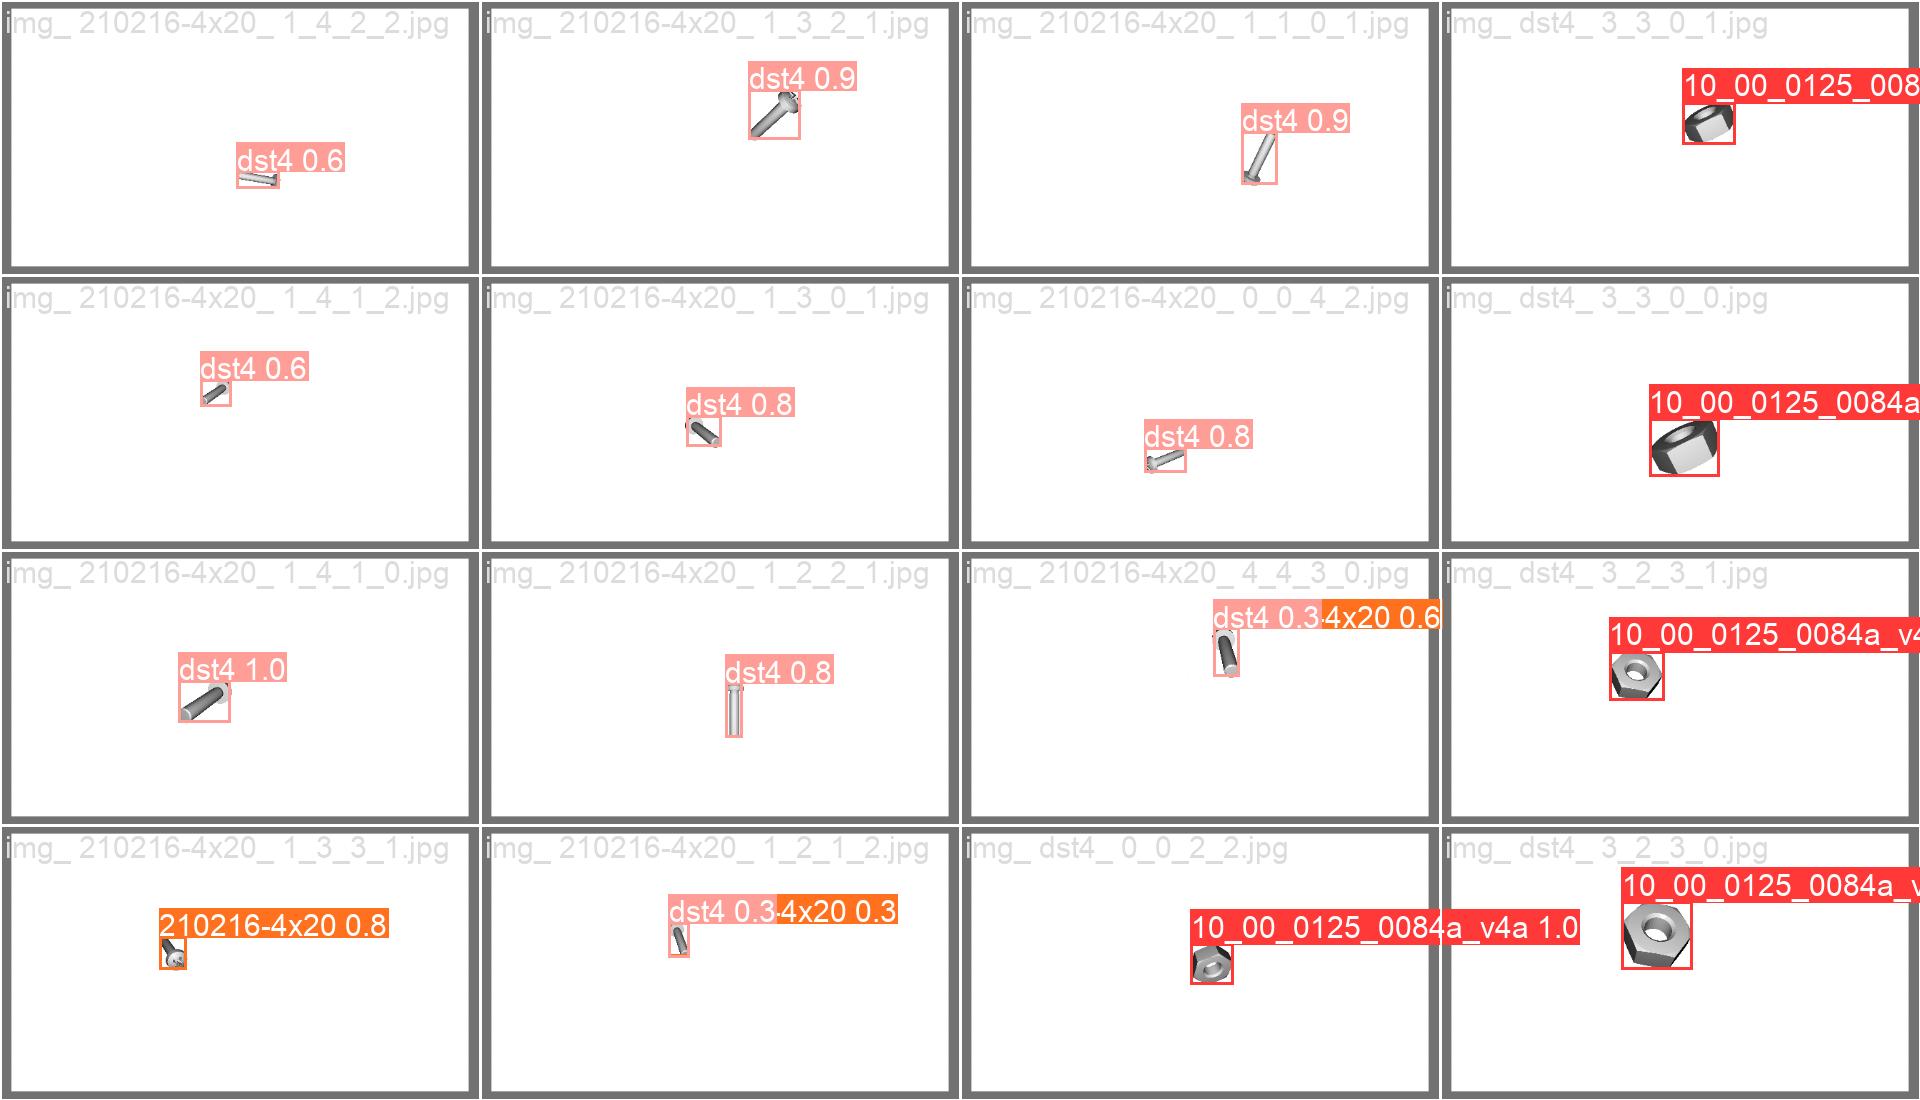 img_ 210216-4x20_ 1_4_2_2.jpg
dst4 0.6
img_ 210216-4x20_ 1_3_2_1.jpg
dst4 0.9
img_ 210216-4x20_ 1_1_0_1.jpg
dst4 0.9
img_ dst4_ 3_3_0_1.jpg
10_00_0125_008
img_ 210216-4x20_ 1_4_1_2.jpg
dst4 0.6
img_ 210216-4x20_ 1_3_0_1.jpg
dst4 0.8
img_ 210216-4x20_ 0_0_4_2.jpg
dst4 0.8
img_ dst4_ 3_3_0_0.jpg
10_00_0125_0084a
img_ 210216-4x20_ 1_4_1_0.jpg
dst4 1.0
img_ 210216-4x20_ 1_2_2_1.jpg
dst4 0.8
img_ 210216-4x20_ 4_4_3_0.jpg
dst4 0.3-4x20 0.6
img_ dst4_ 3_2_3_1.jpg
10_00_0125_0084a_v4
img_ 210216-4x20_ 1_3_3_1.jpg
210216-4x20 0.8
img_ 210216-4x20_ 1_2_1_2.jpg
dst4 0.3-4x20 0.3
img_ dst4_ 0_0_2_2.jpg
10_00_0125_0084a_v4a 1.0
img_ dst4_ 3_2_3_0.jpg
10_00_0125_0084a_v